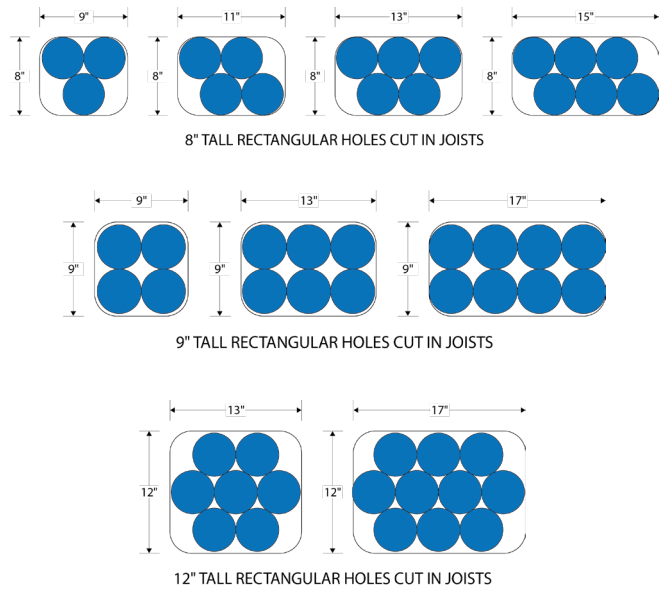 9" 11" 13" 15"
8" 8" 8" 8"
8" TALL RECTANGULAR HOLES CUT IN JOISTS
9" 13" 17"
9" 9" 9"
9" TALL RECTANGULAR HOLES CUT IN JOISTS
13" 17"
12" 12"
12" TALL RECTANGULAR HOLES CUT IN JOISTS